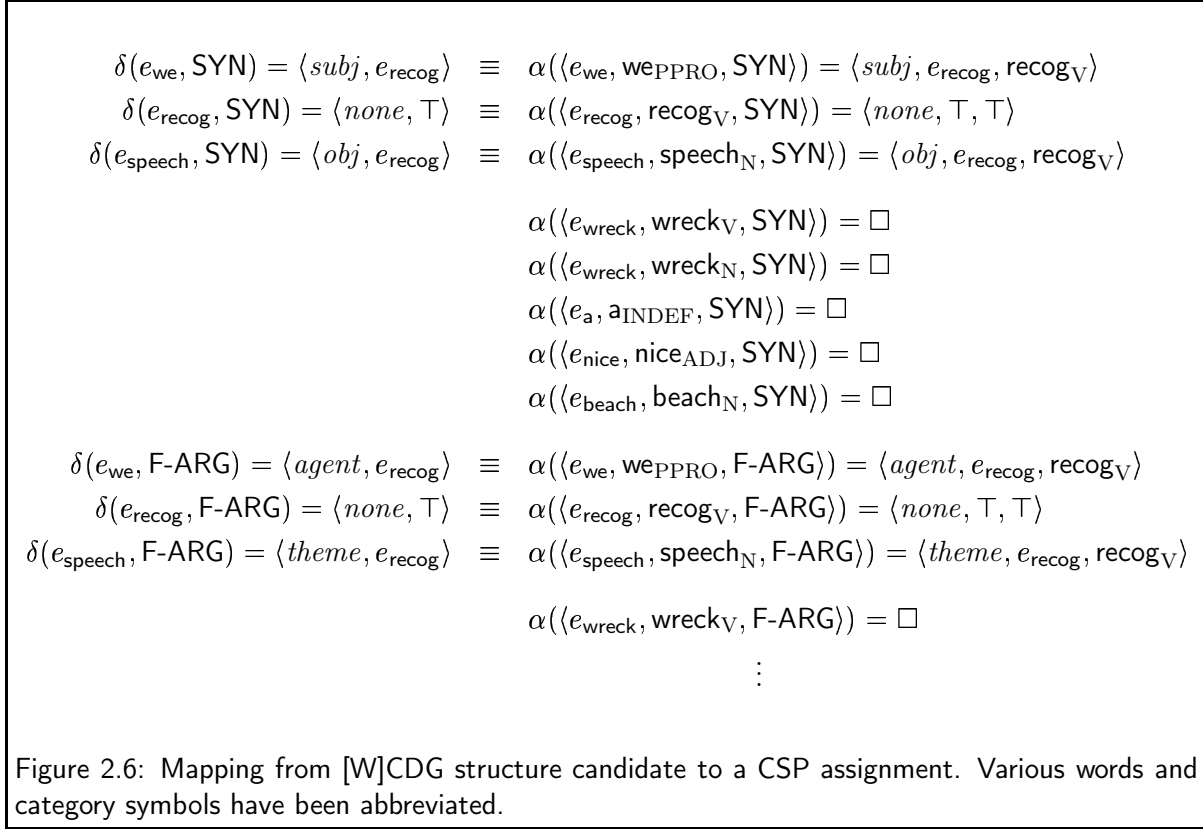 δ(e_we, SYN) = ⟨subj, e_recog⟩ ≡ α(⟨e_we, we_PPRO, SYN⟩) = ⟨subj, e_recog, recog_V⟩
δ(e_recog, SYN) = ⟨none, ⊤⟩ ≡ α(⟨e_recog, recog_V, SYN⟩) = ⟨none, ⊤, ⊤⟩
δ(e_speech, SYN) = ⟨obj, e_recog⟩ ≡ α(⟨e_speech, speech_N, SYN⟩) = ⟨obj, e_recog, recog_V⟩
α(⟨e_wreck, wreck_V, SYN⟩) = □
α(⟨e_wreck, wreck_N, SYN⟩) = □
α(⟨e_a, a_INDEF, SYN⟩) = □
α(⟨e_nice, nice_ADJ, SYN⟩) = □
α(⟨e_beach, beach_N, SYN⟩) = □
δ(e_we, F-ARG) = ⟨agent, e_recog⟩ ≡ α(⟨e_we, we_PPRO, F-ARG⟩) = ⟨agent, e_recog, recog_V⟩
δ(e_recog, F-ARG) = ⟨none, ⊤⟩ ≡ α(⟨e_recog, recog_V, F-ARG⟩) = ⟨none, ⊤, ⊤⟩
δ(e_speech, F-ARG) = ⟨theme, e_recog⟩ ≡ α(⟨e_speech, speech_N, F-ARG⟩) = ⟨theme, e_recog, recog_V⟩
α(⟨e_wreck, wreck_V, F-ARG⟩) = □
⋮
Figure 2.6: Mapping from [W]CDG structure candidate to a CSP assignment. Various words and
category symbols have been abbreviated.